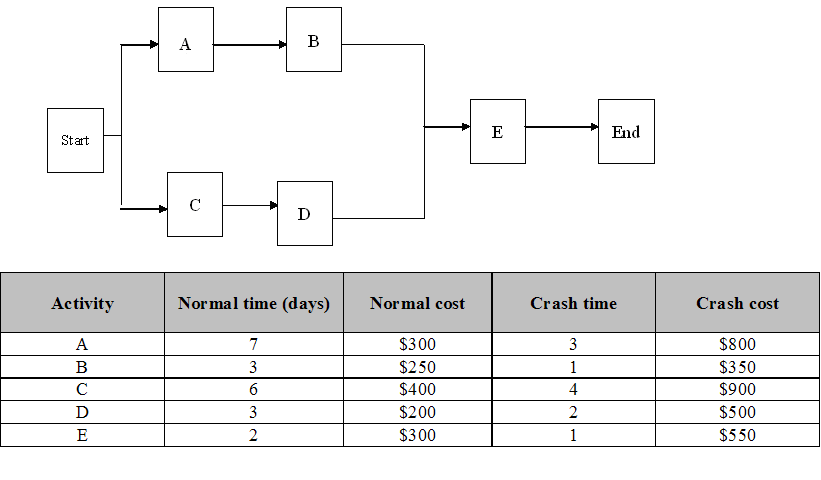 A
B
Start
E
End
C
D
Activity Normal time (days) Normal cost Crash time Crash cost
A 7 $300 3 $800
B 3 $250 1 $350
C 6 $400 4 $900
D 3 $200 2 $500
E 2 $300 1 $550